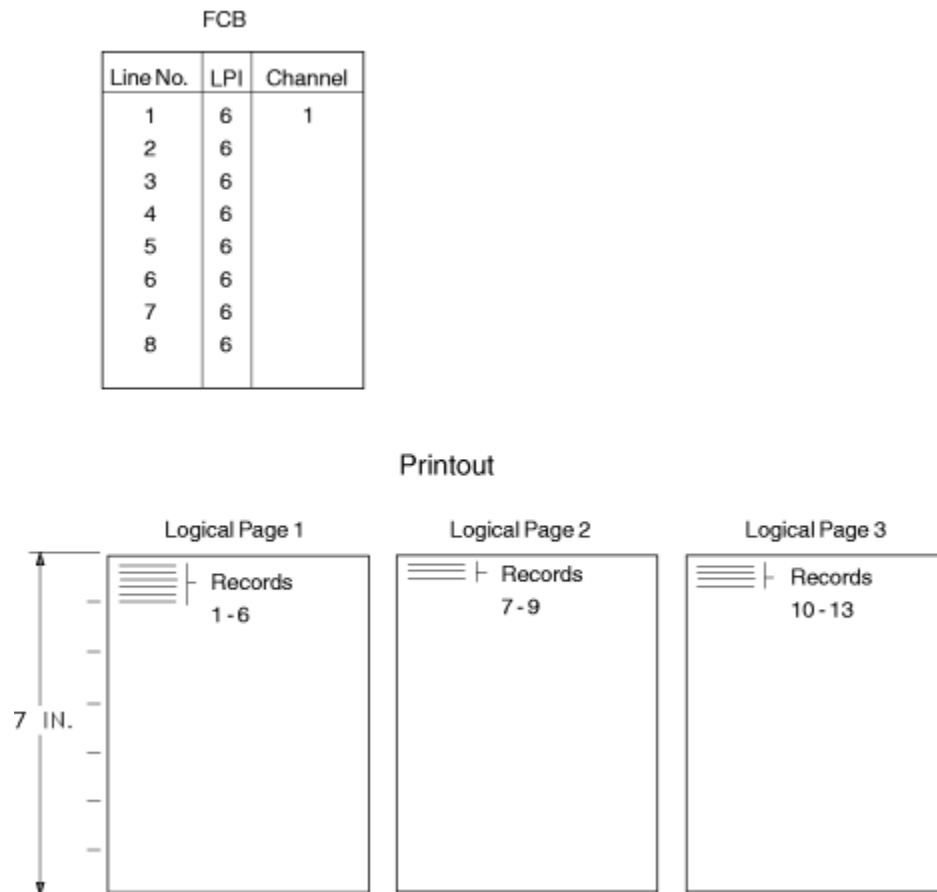 FCB
Line No. LPI Channel
1 6 1
2 6
3 6
4 6
5 6
6 6
7 6
8 6
Printout
Logical Page 1 Logical Page 2 Logical Page 3
Records Records Records
1 - 6 7 - 9 10 - 13
7 IN.